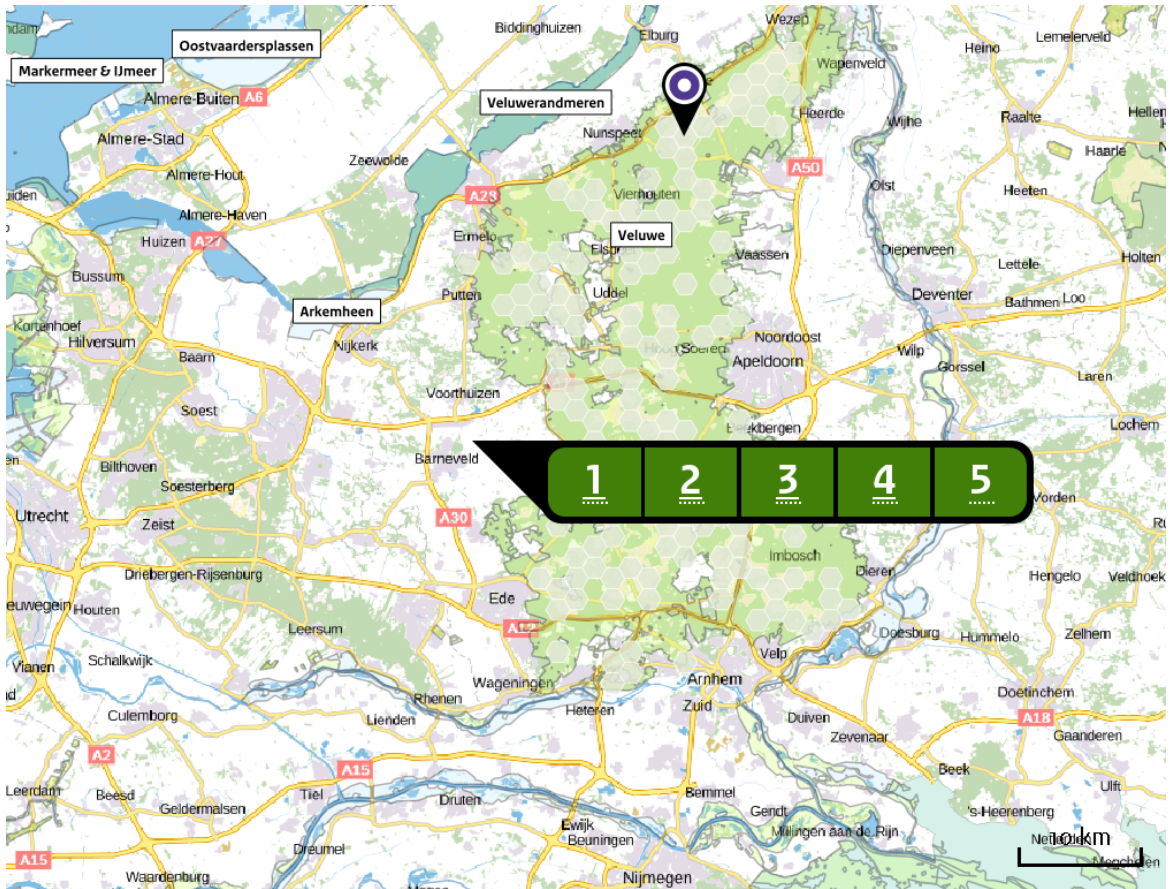 Wezep
Biddinghuizen
Elburg
Lemelerveld
Oostvaardersplassen
Heino
Wapenveld
Markermeer & IJmeer
Almere-Buiten
A6
Veluwerandmeren
Heerde
Wijhe
Raalte
Almere-Stad
Nunspeet
Haarle
Zeewolde
A50
Almere-Hout
Olst
Heeten
A28
Vierhouten
Almere-Haven
Huizen
A27
Ermelo
Veluwe
Diepenveen
Vaassen
Lettele
Holten
Bussum
Putten
Uddel
Deventer
Bathmen
Loo
Arkemheen
Kortenhoef
Hilversum
Nijkerk
Noordoost
Baarn
Soeren
Apeldoorn
Wilp
Gorssel
Laren
Voorthuizen
Soest
Lochem
Barneveld
Bilthoven
Soesterberg
1 2 3 4 5
Vorden
Utrecht
Zeist
A30
Imbosch
Driebergen-Rijsenburg
Dieren
Hengelo
Veldhoek
Ede
Houten
Leersum
A12
Doesburg
Hummelo
Zelhem
Schalkwijk
Vianen
Velp
Wageningen
Arnhem
Rhenen
Doetinchem
Culemborg
Lienden
Heteren
Zuid
Duiven
A18
Zevenaar
Gaanderen
A2
A15
Beek
Leerdam
Beesd
Tiel
Druten
Bemmel
Ulft
Geldermalsen
Gendt
's-Heerenberg
Ewijk
Beuningen
Millingen aan de Rijn
Dreumel
10 km
A15
Megchelen
Waardenburg
Nijmegen